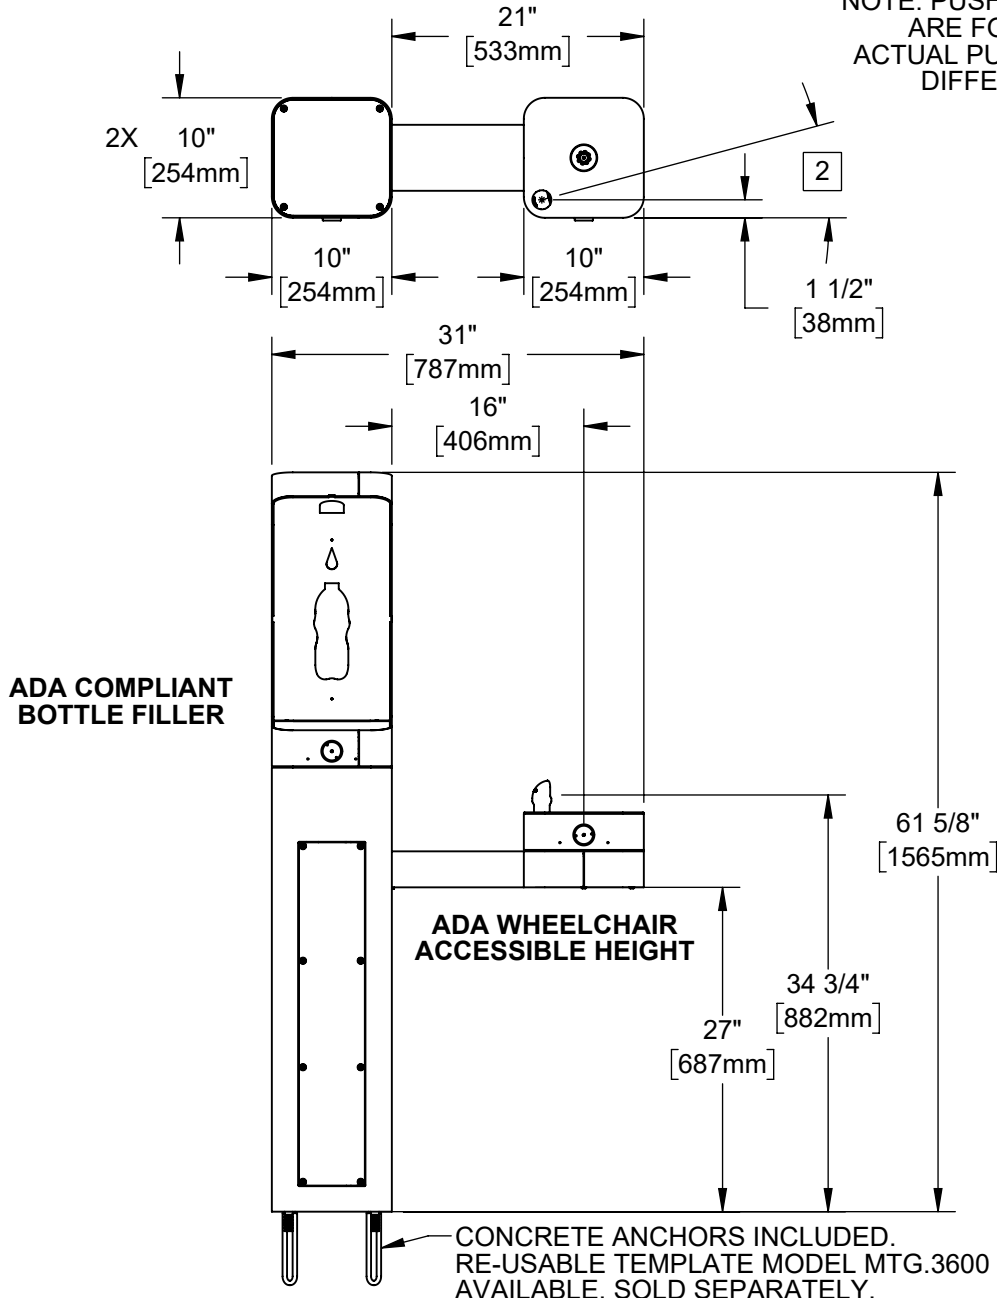 21"
[533mm]
NOTE: PUSH
ARE FO
ACTUAL PU
DIFFE
2X 10"
[254mm]
2
10"
[254mm]
10"
[254mm]
1 1/2"
[38mm]
31"
[787mm]
16"
[406mm]
ADA COMPLIANT
BOTTLE FILLER
61 5/8"
[1565mm]
ADA WHEELCHAIR
ACCESSIBLE HEIGHT
34 3/4"
[882mm]
27"
[687mm]
CONCRETE ANCHORS INCLUDED.
RE-USABLE TEMPLATE MODEL MTG.3600
AVAILABLE, SOLD SEPARATELY.